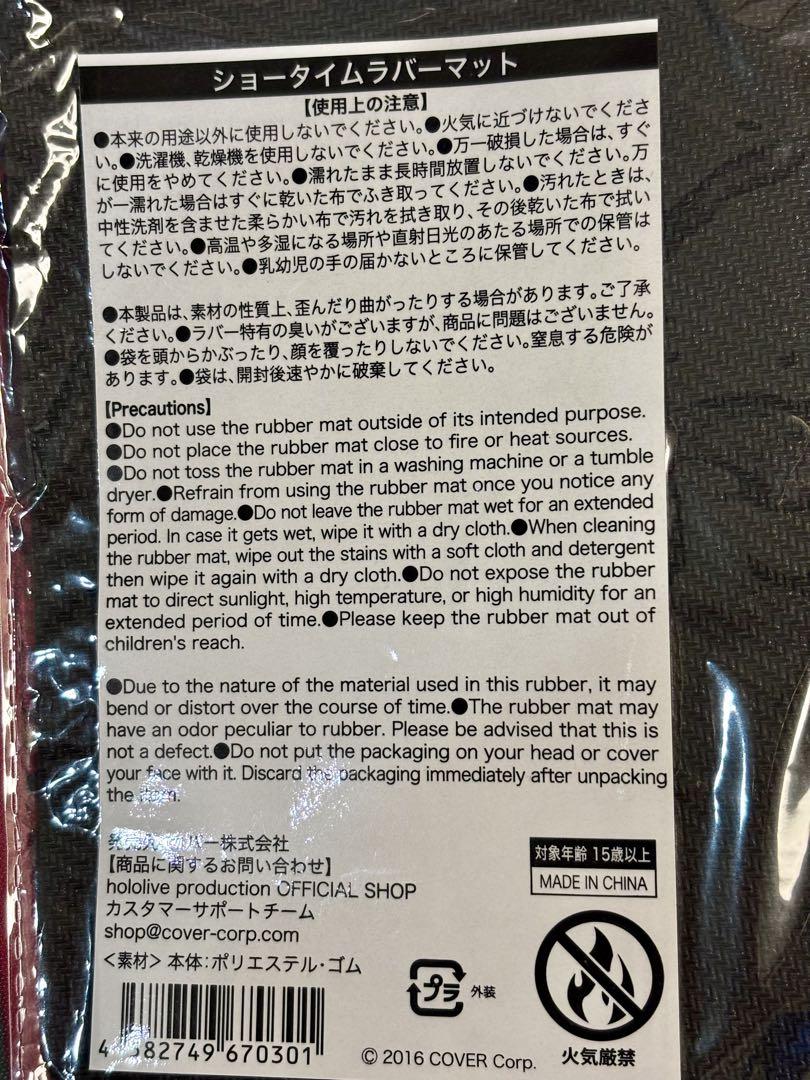 ショータイムラバーマット
【使用上の注意】
●本来の用途以外に使用しないでください。●火気に近づけないでくださ
い。●洗濯機、乾燥機を使用しないでください。●万一破損した場合は、すぐ
に使用をやめてください。●濡れたまま長時間放置しないでください。万
が一濡れた場合はすぐに乾いた布でふき取ってください。●汚れたときは、
中性洗剤を含ませた柔らかい布で汚れを拭き取り、その後乾いた布で拭い
てください。●高温や多湿になる場所や直射日光のあたる場所での保管は
しないでください。●乳幼児の手の届かないところに保管してください。
●本製品は、素材の性質上、歪んだり曲がったりする場合があります。ご了承
ください。●ラバー特有の臭いがございますが、商品に問題はございません。
●袋を頭からかぶったり、顔を覆ったりしないでください。窒息する危険が
あります。●袋は、開封後速やかに破棄してください。
【Precautions】
●Do not use the rubber mat outside of its intended purpose.
●Do not place the rubber mat close to fire or heat sources.
●Do not toss the rubber mat in a washing machine or a tumble
dryer.●Refrain from using the rubber mat once you notice any
form of damage.●Do not leave the rubber mat wet for an extended
period. In case it gets wet, wipe it with a dry cloth.●When cleaning
the rubber mat, wipe out the stains with a soft cloth and detergent
then wipe it again with a dry cloth.●Do not expose the rubber
mat to direct sunlight, high temperature, or high humidity for an
extended period of time.●Please keep the rubber mat out of
children's reach.
●Due to the nature of the material used in this rubber, it may
bend or distort over the course of time.●The rubber mat may
have an odor peculiar to rubber. Please be advised that this is
not a defect.●Do not put the packaging on your head or cover
your face with it. Discard the packaging immediately after unpacking
the item.
発売元:カバー株式会社
【商品に関するお問い合わせ】
hololive production OFFICIAL SHOP
カスタマーサポートチーム
shop@cover-corp.com
<素材> 本体:ポリエステル・ゴム
対象年齢 15歳以上
MADE IN CHINA
プラ 外装
火気厳禁
4 582749 670301
© 2016 COVER Corp.